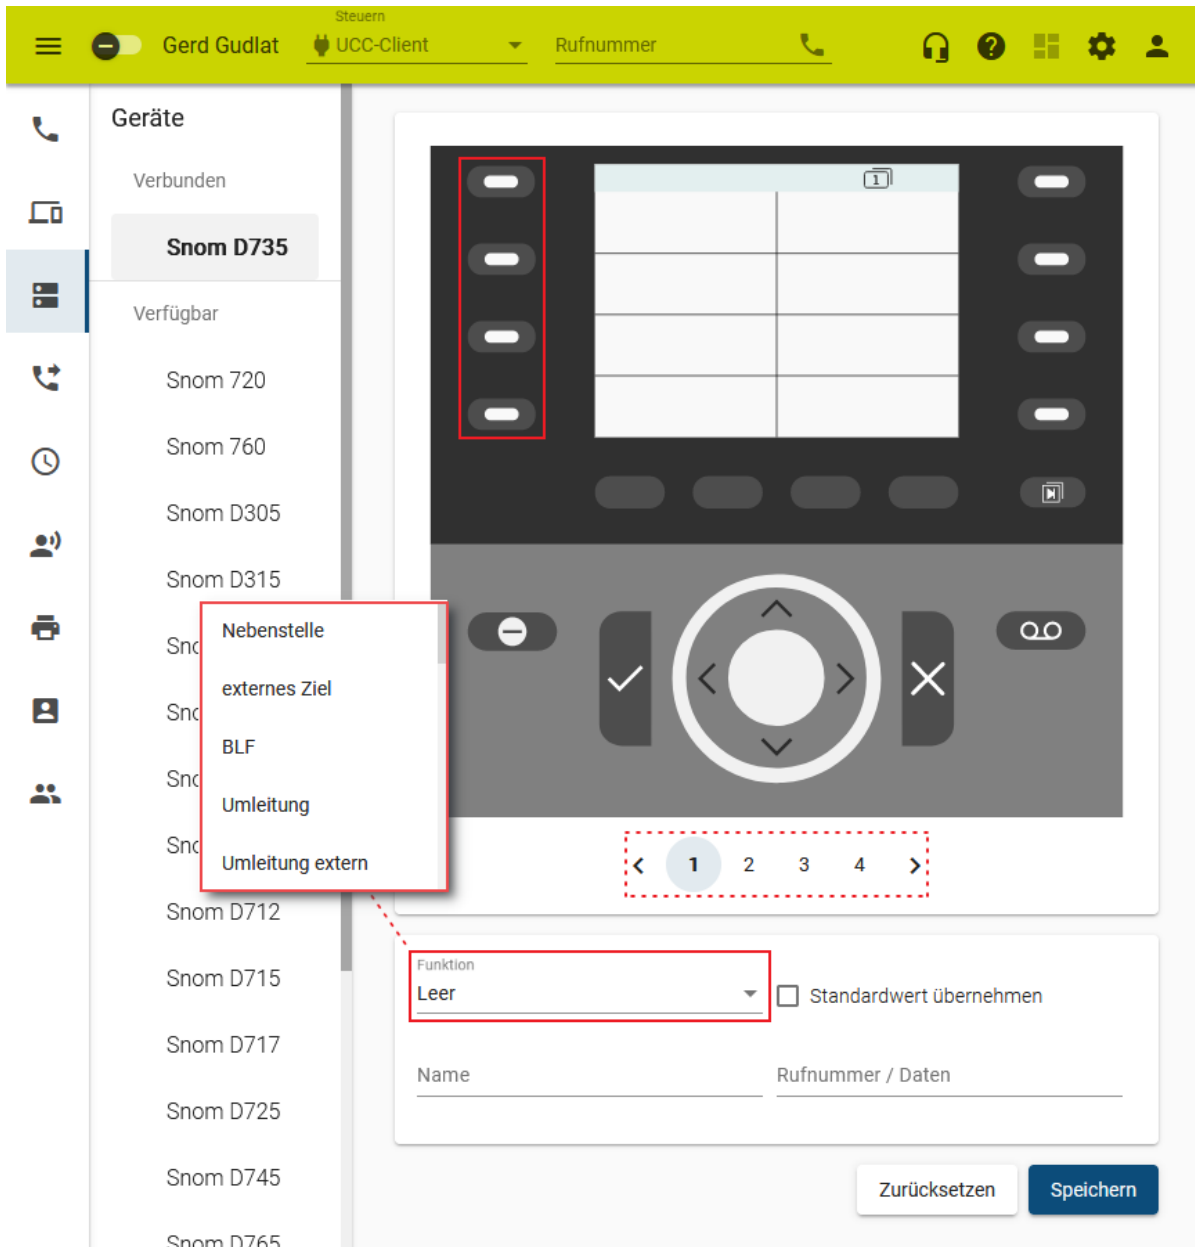 Steuern
Gerd Gudlat
UCC-Client
Rufnummer
Geräte
Verbunden
Snom D735
Verfügbar
Snom 720
Snom 760
Snom D305
Snom D315
Nebenstelle
externes Ziel
BLF
Umleitung
Umleitung extern
Snom D712
Snom D715
Snom D717
Snom D725
Snom D745
Snom D765
1
1 2 3 4
Funktion
Leer
Standardwert übernehmen
Name
Rufnummer / Daten
Zurücksetzen
Speichern